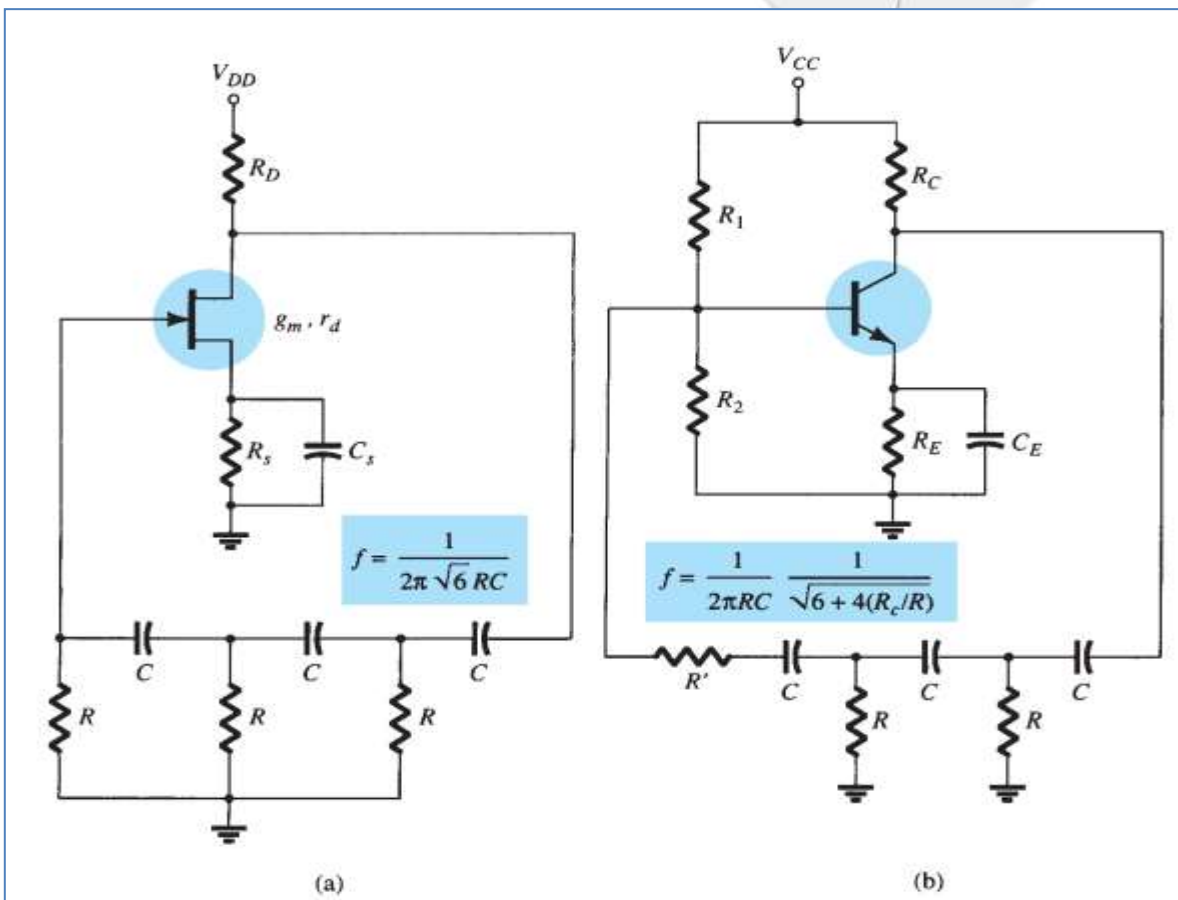 V_DD
R_D
g_m, r_d
R_s
C_s
f = 1 / (2π √6 RC)
C
C
C
R
R
R
(a)
V_CC
R_1
R_C
R_2
R_E
C_E
f = 1 / (2πRC) 1 / √(6 + 4(R_c/R))
R'
C
C
C
R
R
(b)